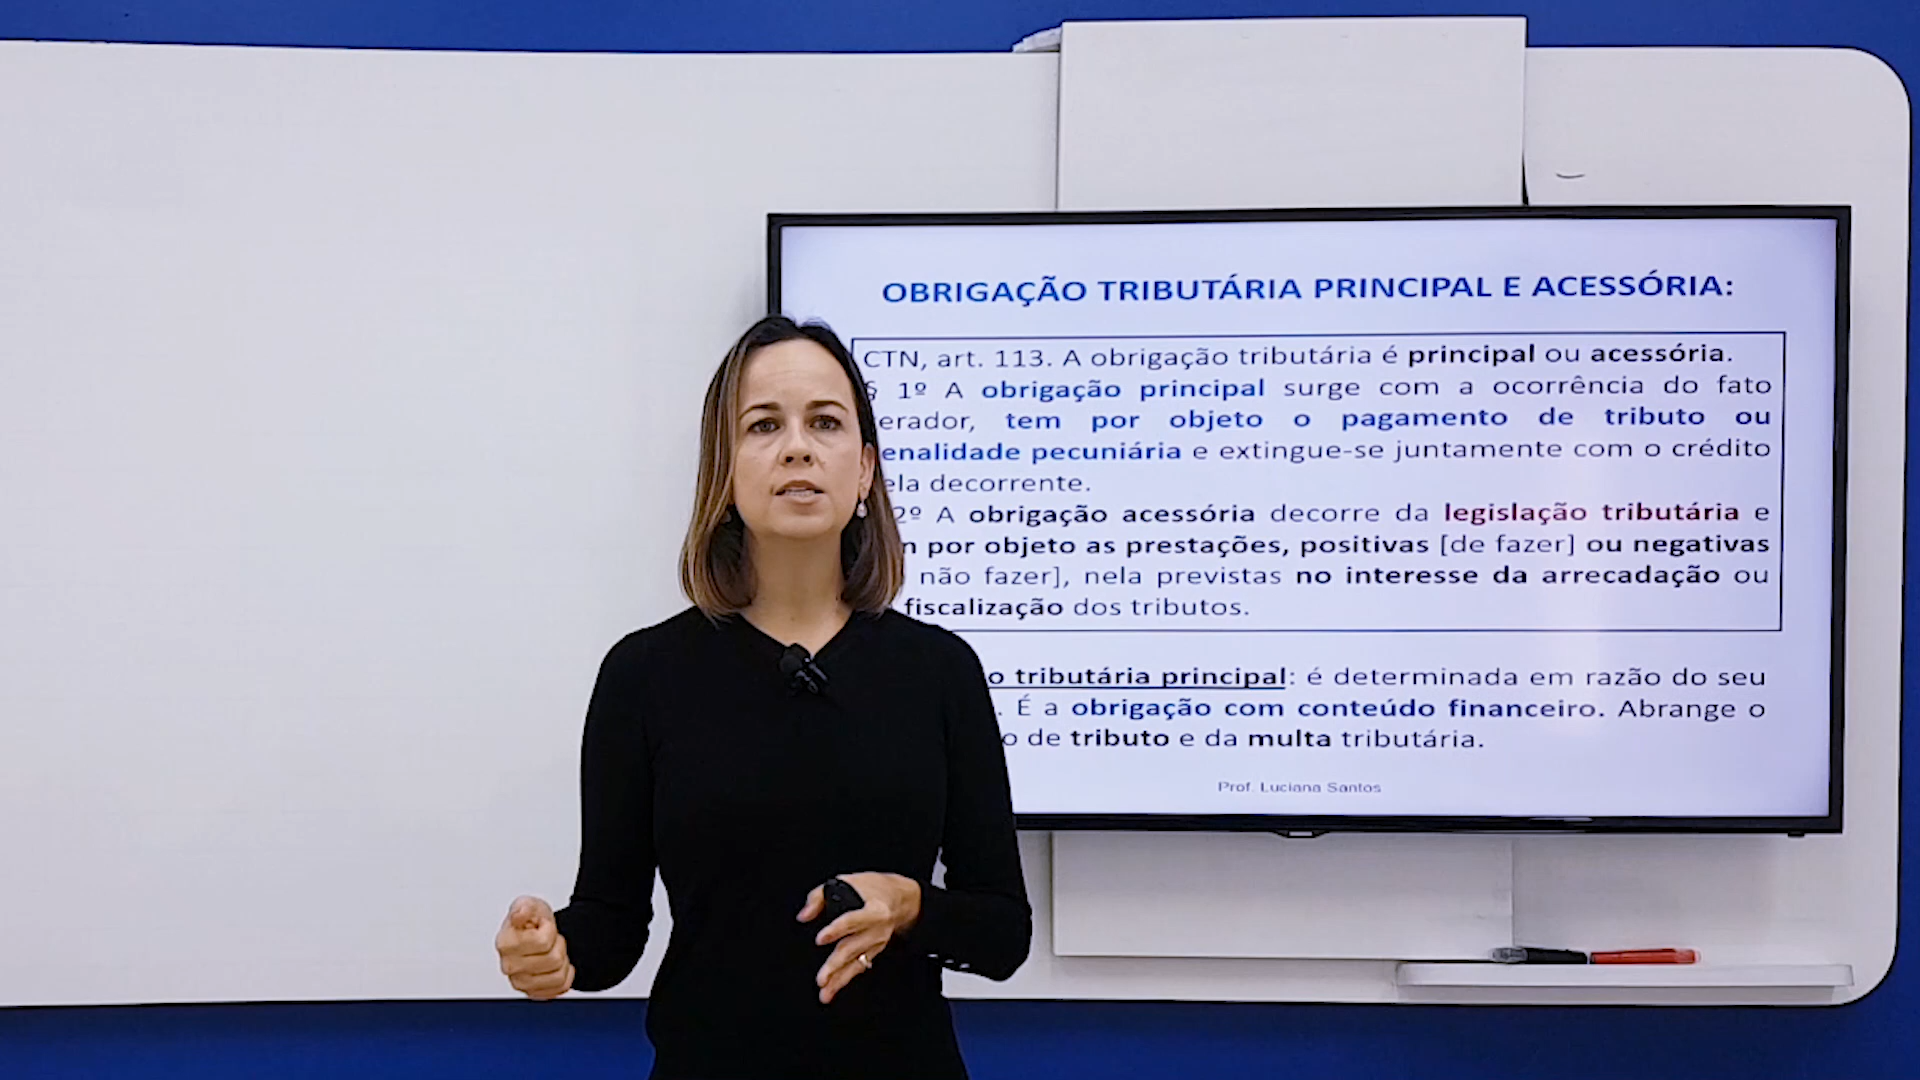 OBRIGAÇÃO TRIBUTÁRIA PRINCIPAL E ACESSÓRIA:
CTN, art. 113. A obrigação tributária é principal ou acessória.
§ 1º A obrigação principal surge com a ocorrência do fato
erador, tem por objeto o pagamento de tributo ou
enalidade pecuniária e extingue-se juntamente com o crédito
ela decorrente.
2º A obrigação acessória decorre da legislação tributária e
por objeto as prestações, positivas [de fazer] ou negativas
não fazer], nela previstas no interesse da arrecadação ou
fiscalização dos tributos.
o tributária principal: é determinada em razão do seu
. É a obrigação com conteúdo financeiro. Abrange o
o de tributo e da multa tributária.
Prof. Luciana Santos